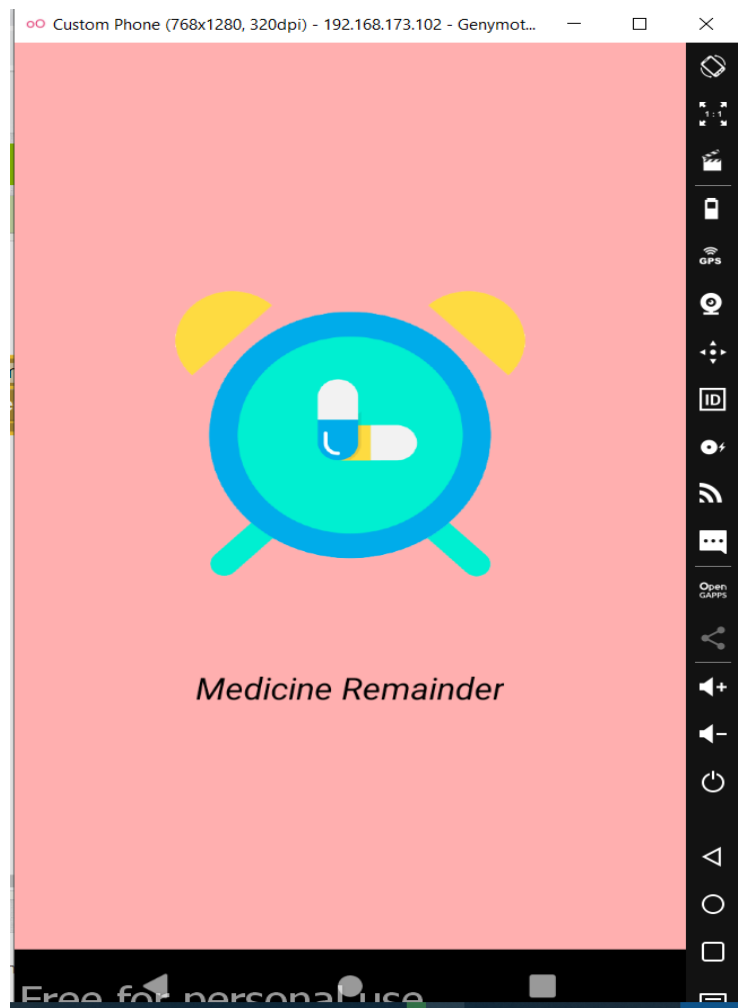 Custom Phone (768x1280, 320dpi) - 192.168.173.102 - Genymot...
1:1
GPS
ID
Open
GAPPS
Medicine Remainder
Free for personal use